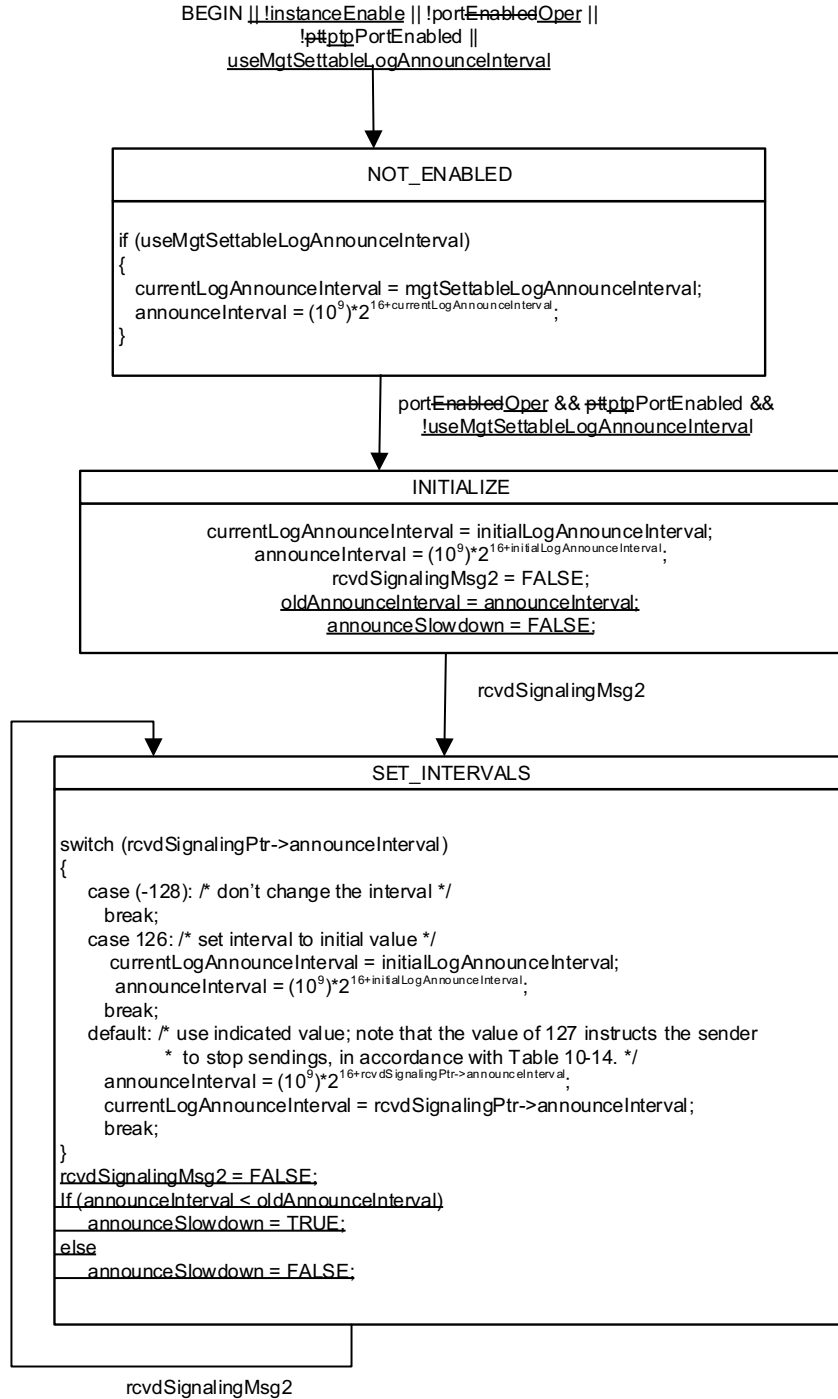 BEGIN || !instanceEnable || !portEnabledOper ||
!pttptpPortEnabled ||
useMgtSettableLogAnnounceInterval
NOT_ENABLED
if (useMgtSettableLogAnnounceInterval)
{
currentLogAnnounceInterval = mgtSettableLogAnnounceInterval;
announceInterval = (10^9)*2^16+currentLogAnnounceInterval;
}
portEnabledOper && pttptpPortEnabled &&
!useMgtSettableLogAnnounceInterval
INITIALIZE
currentLogAnnounceInterval = initialLogAnnounceInterval;
announceInterval = (10^9)*2^16+initialLogAnnounceInterval;
rcvdSignalingMsg2 = FALSE;
oldAnnounceInterval = announceInterval;
announceSlowdown = FALSE;
rcvdSignalingMsg2
SET_INTERVALS
switch (rcvdSignalingPtr->announceInterval)
{
case (-128): /* don't change the interval */
break;
case 126: /* set interval to initial value */
currentLogAnnounceInterval = initialLogAnnounceInterval;
announceInterval = (10^9)*2^16+initialLogAnnounceInterval;
break;
default: /* use indicated value; note that the value of 127 instructs the sender
* to stop sendings, in accordance with Table 10-14. */
announceInterval = (10^9)*2^16+rcvdSignalingPtr->announceInterval;
currentLogAnnounceInterval = rcvdSignalingPtr->announceInterval;
break;
}
rcvdSignalingMsg2 = FALSE;
If (announceInterval < oldAnnounceInterval)
announceSlowdown = TRUE;
else
announceSlowdown = FALSE;
rcvdSignalingMsg2